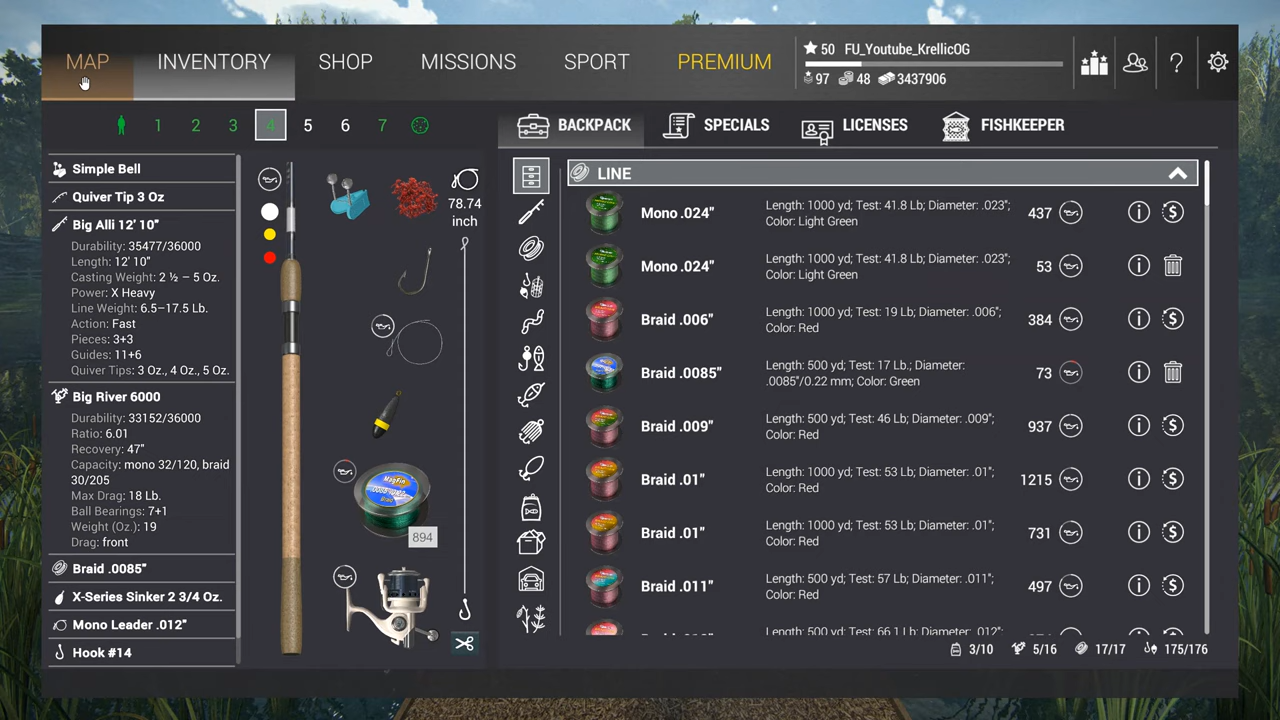 MAP
INVENTORY
SHOP
MISSIONS
SPORT
PREMIUM
50 FU_Youtube_KrellicOG
97 48 3437906
1 2 3 4 5 6 7
BACKPACK
SPECIALS
LICENSES
FISHKEEPER
Simple Bell
Quiver Tip 3 Oz
Big Alli 12' 10"
Durability: 35477/36000
Length: 12' 10"
Casting Weight: 2 ½ – 5 Oz.
Power: X Heavy
Line Weight: 6.5–17.5 Lb.
Action: Fast
Pieces: 3+3
Guides: 11+6
Quiver Tips: 3 Oz., 4 Oz., 5 Oz.
Big River 6000
Durability: 33152/36000
Ratio: 6.01
Recovery: 47"
Capacity: mono 32/120, braid
30/205
Max Drag: 18 Lb.
Ball Bearings: 7+1
Weight (Oz.): 19
Drag: front
Braid .0085"
X-Series Sinker 2 3/4 Oz.
Mono Leader .012"
Hook #14
78.74
inch
MagFin
.0085
894
LINE
Mono .024"
Length: 1000 yd; Test: 41.8 Lb; Diameter: .023";
Color: Light Green
437
Mono .024"
Length: 1000 yd; Test: 41.8 Lb; Diameter: .023";
Color: Light Green
53
Braid .006"
Length: 1000 yd; Test: 19 Lb; Diameter: .006";
Color: Red
384
Braid .0085"
Length: 500 yd; Test: 17 Lb.; Diameter:
.0085"/0.22 mm; Color: Green
73
Braid .009"
Length: 500 yd; Test: 46 Lb; Diameter: .009";
Color: Red
937
Braid .01"
Length: 1000 yd; Test: 53 Lb; Diameter: .01";
Color: Red
1215
Braid .01"
Length: 1000 yd; Test: 53 Lb; Diameter: .01";
Color: Red
731
Braid .011"
Length: 500 yd; Test: 57 Lb; Diameter: .011";
Color: Red
497
Length: 500 yd; Test: 66.1 Lb; Diameter: .012";
3/10 5/16 17/17 175/176